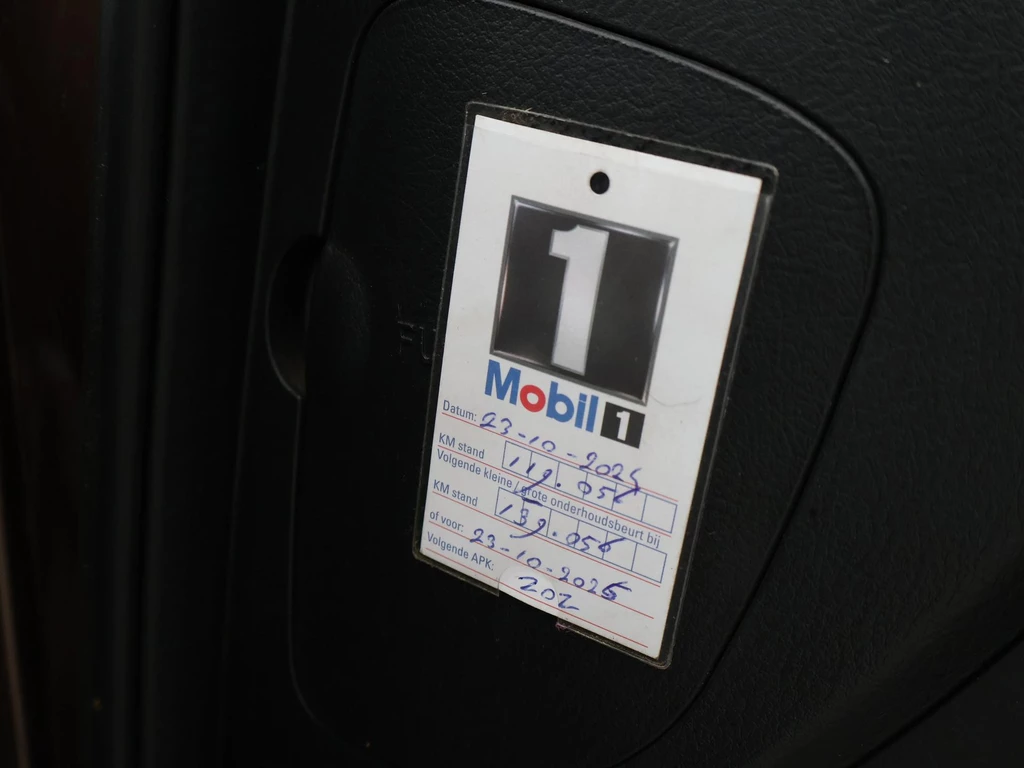 FU
1
Mobil 1
Datum: 23-10-2025
KM stand 119.056
Volgende kleine / grote onderhoudsbeurt bij
KM stand 139.056
of voor: 23-10-2026
Volgende APK: 202